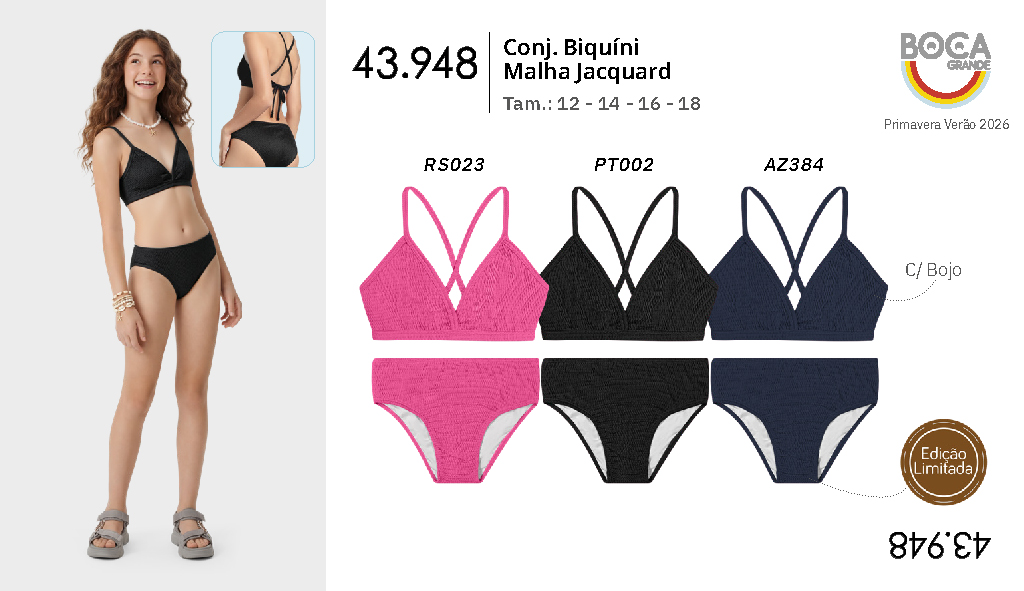 43.948
Conj. Biquíni
Malha Jacquard
Tam.: 12 - 14 - 16 - 18
BOCA
GRANDE
Primavera Verão 2026
RS023
PT002
AZ384
C/ Bojo
Edição
Limitada
43.948